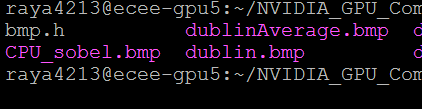 raya4213@ecee-gpu5:~/NVIDIA_GPU_Com
bmp.h dublinAverage.bmp d
CPU_sobel.bmp dublin.bmp d
raya4213@ecee-gpu5:~/NVIDIA_GPU_Com